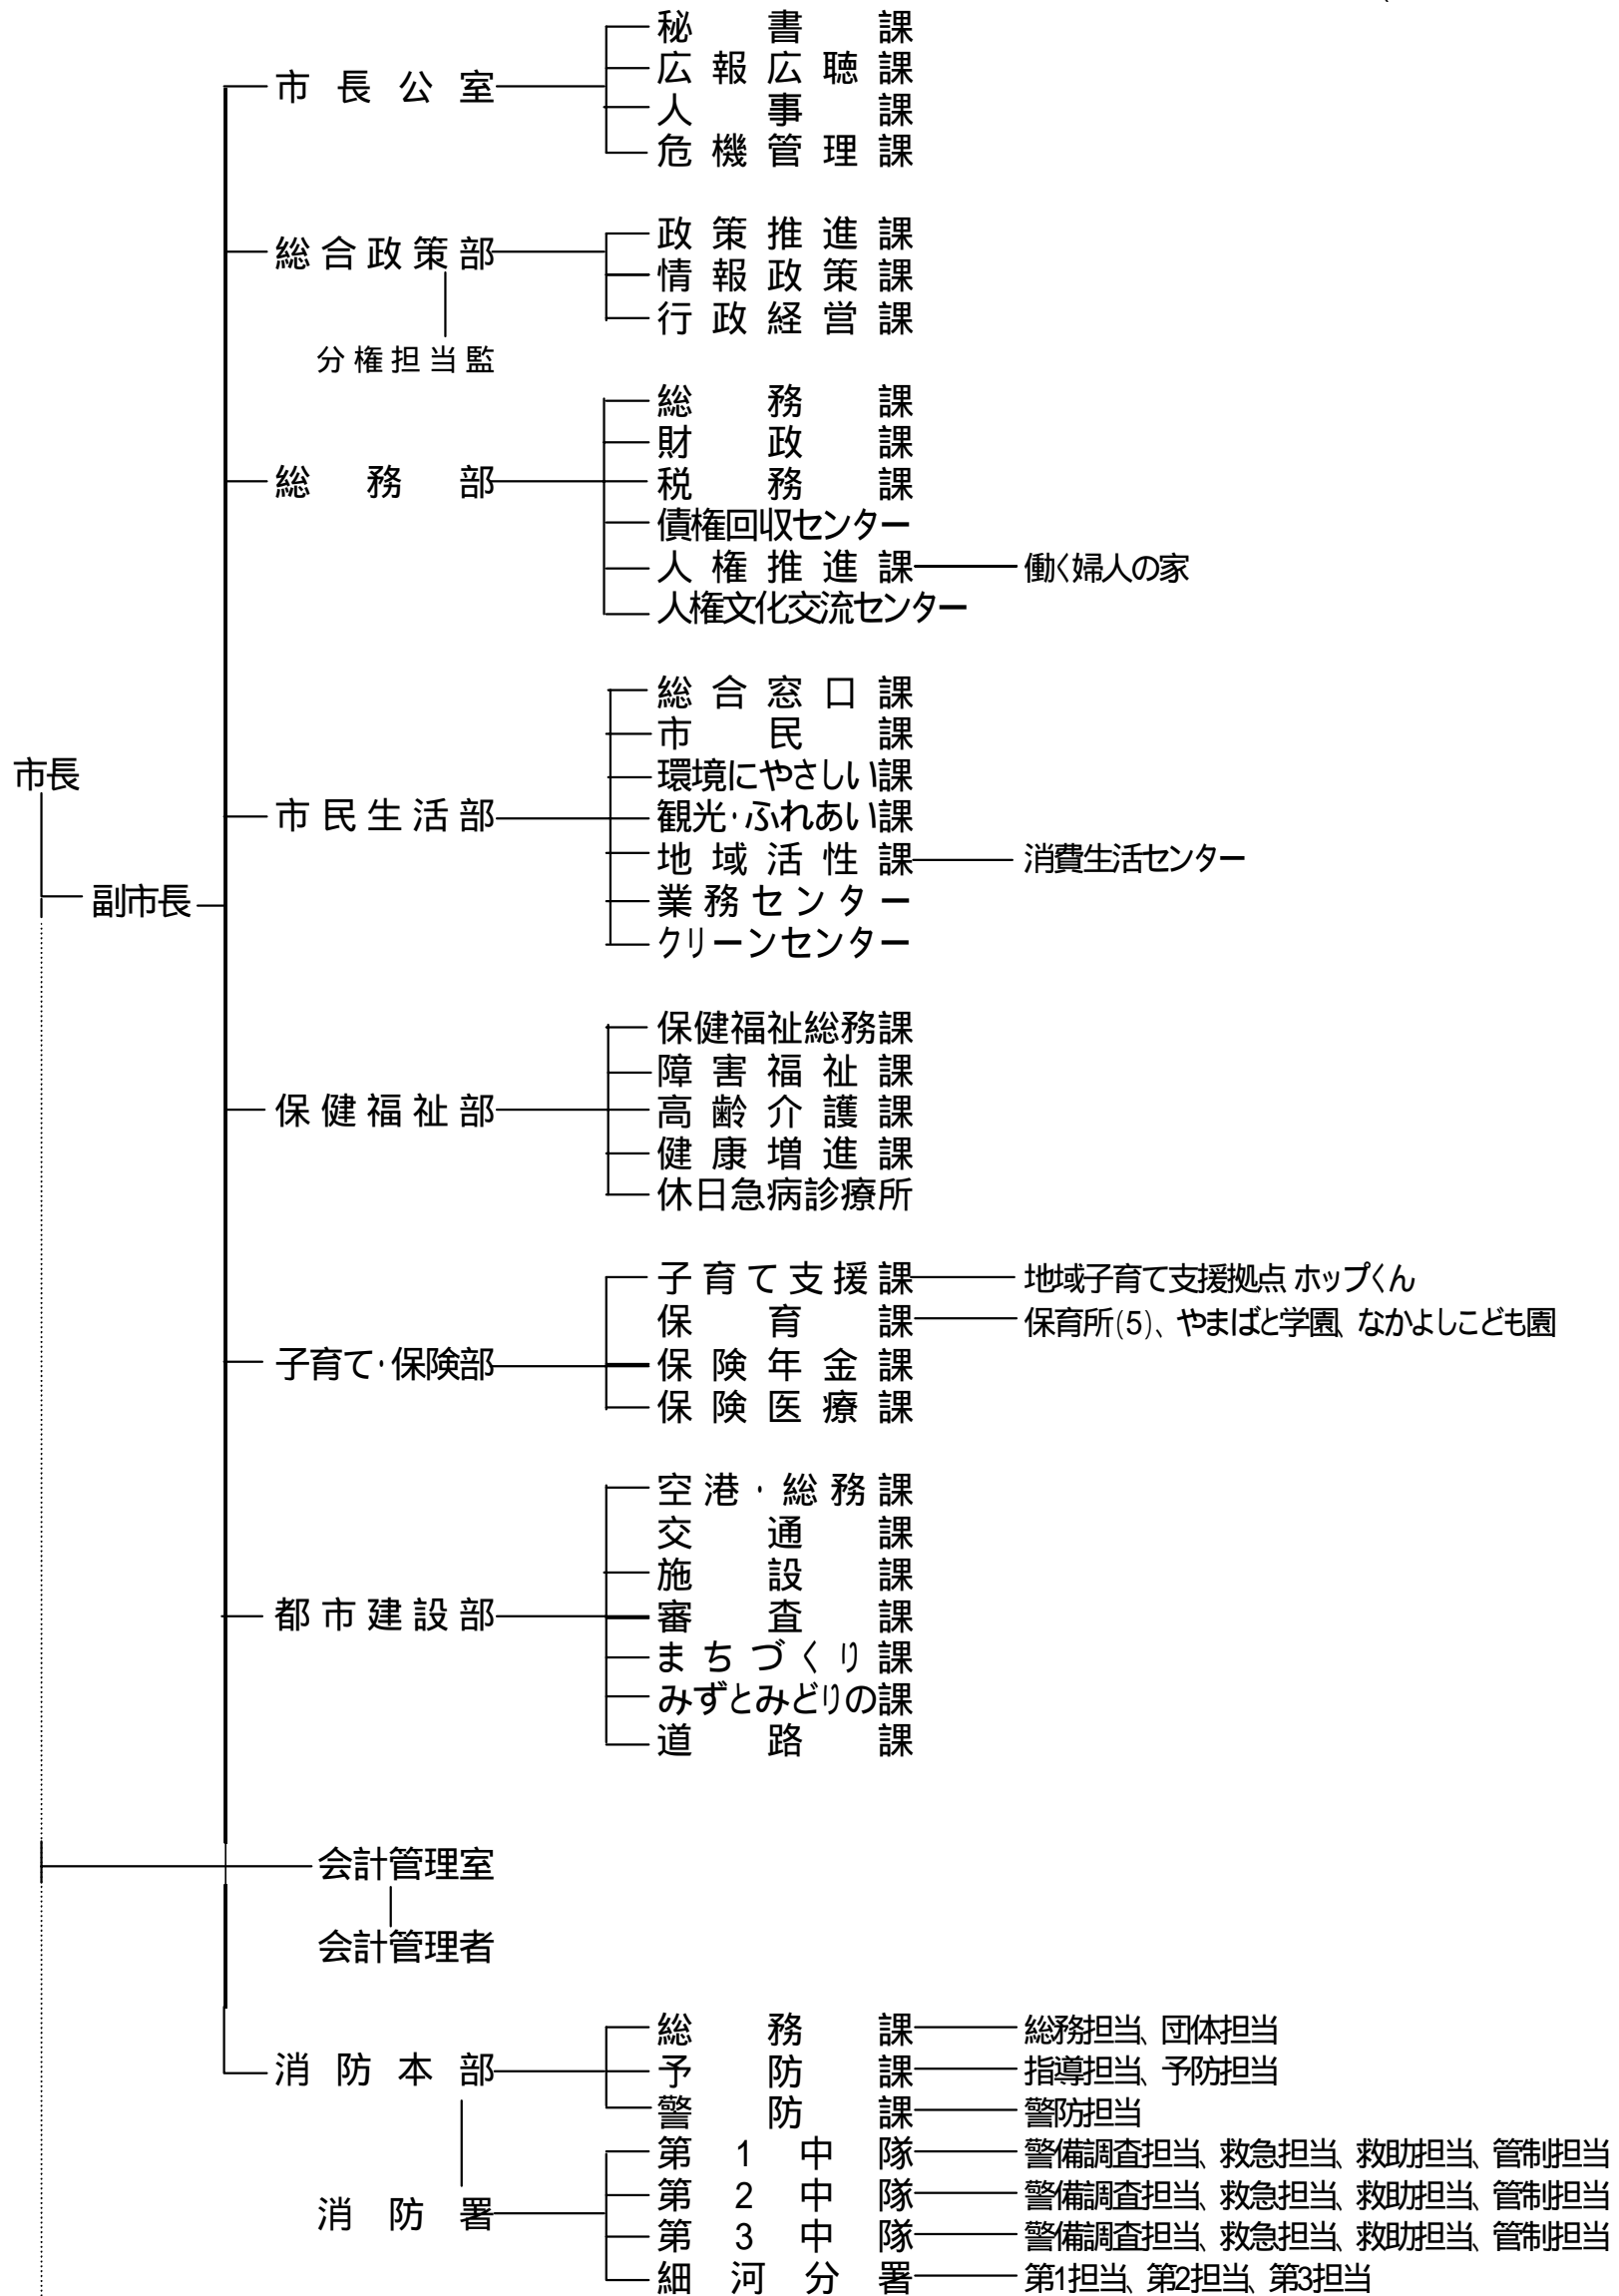 秘書課
広報広聴課
市長公室
人事課
危機管理課
政策推進課
総合政策部
情報政策課
行政経営課
分権担当監
総務課
財政課
総務部
税務課
債権回収センター
人権推進課 働く婦人の家
人権文化交流センター
総合窓口課
市民課
市長
環境にやさしい課
市民生活部
観光・ふれあい課
地域活性課 消費生活センター
副市長
業務センター
クリーンセンター
保健福祉総務課
障害福祉課
保健福祉部
高齢介護課
健康増進課
休日急病診療所
子育て支援課 地域子育て支援拠点 ホップくん
保育課 保育所(5)、やまばと学園、なかよしこども園
子育て・保険部
保険年金課
保険医療課
空港・総務課
交通課
施設課
都市建設部
審査課
まちづくり課
みずとみどりの課
道路課
会計管理室
会計管理者
総務課 総務担当、団体担当
消防本部
予防課 指導担当、予防担当
警防課 警防担当
第1中隊 警備調査担当、救急担当、救助担当、管制担当
第2中隊 警備調査担当、救急担当、救助担当、管制担当
消防署
第3中隊 警備調査担当、救急担当、救助担当、管制担当
細河分署 第1担当、第2担当、第3担当